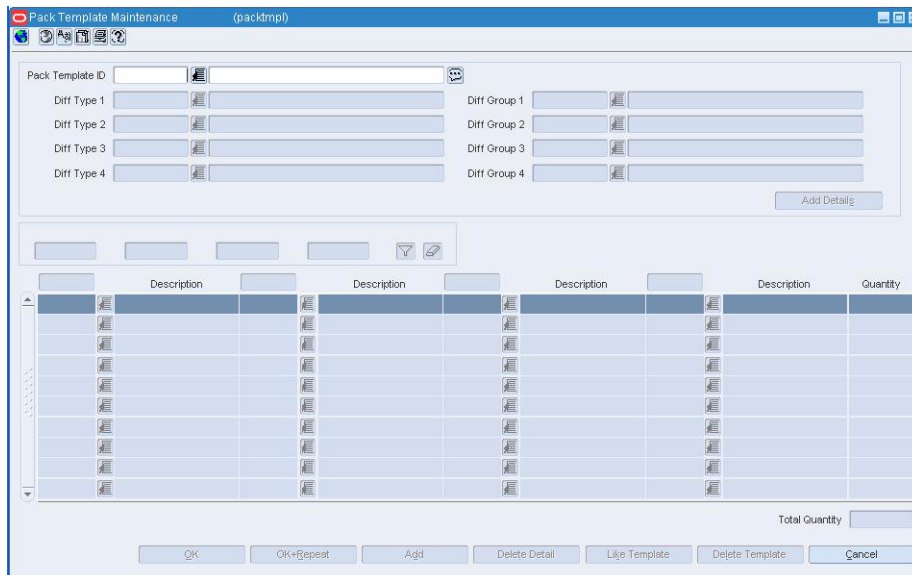 Pack Template Maintenance (packtmpl)
Pack Template ID
Diff Type 1 Diff Group 1
Diff Type 2 Diff Group 2
Diff Type 3 Diff Group 3
Diff Type 4 Diff Group 4
Add Details
Description Description Description Description Quantity
Total Quantity
OK OK+Repeat Add Delete Detail Like Template Delete Template Cancel